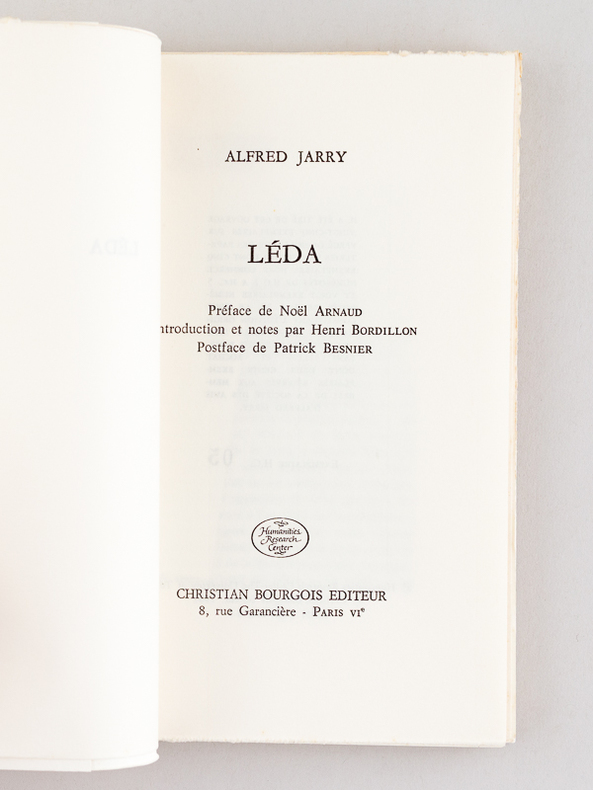 ALFRED JARRY
LÉDA
Préface de Noël ARNAUD
ntroduction et notes par Henri BORDILLON
Postface de Patrick BESNIER
Humanities
Research
Center
CHRISTIAN BOURGOIS EDITEUR
8, rue Garancière - PARIS VIᵉ